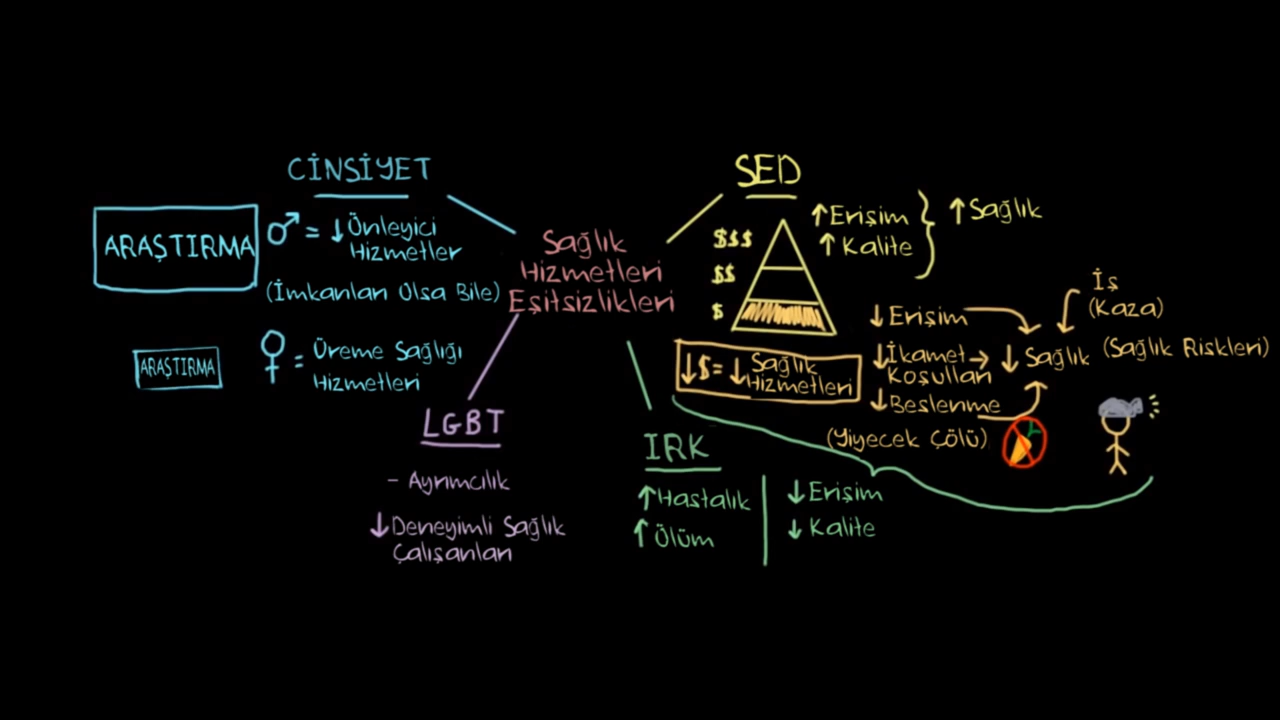 CİNSİYET
ARAŞTIRMA
♂ = ↓ Önleyici
Hizmetler
(İmkanları Olsa Bile)
ARAŞTIRMA
♀ = Üreme Sağlığı
Hizmetleri
Sağlık
Hizmetleri
Eşitsizlikleri
SED
$$$
$$
$
↑ Erişim
↑ Kalite
↑ Sağlık
↓$ = ↓ Sağlık
Hizmetleri
↓ Erişim
↓ İkamet → ↓ Sağlık (Sağlık Riskleri)
Koşulları
↓ Beslenme
(Yiyecek Çölü)
İş
(Kaza)
LGBT
- Ayrımcılık
↓ Deneyimli Sağlık
Çalışanları
IRK
↑ Hastalık
↑ Ölüm
↓ Erişim
↓ Kalite